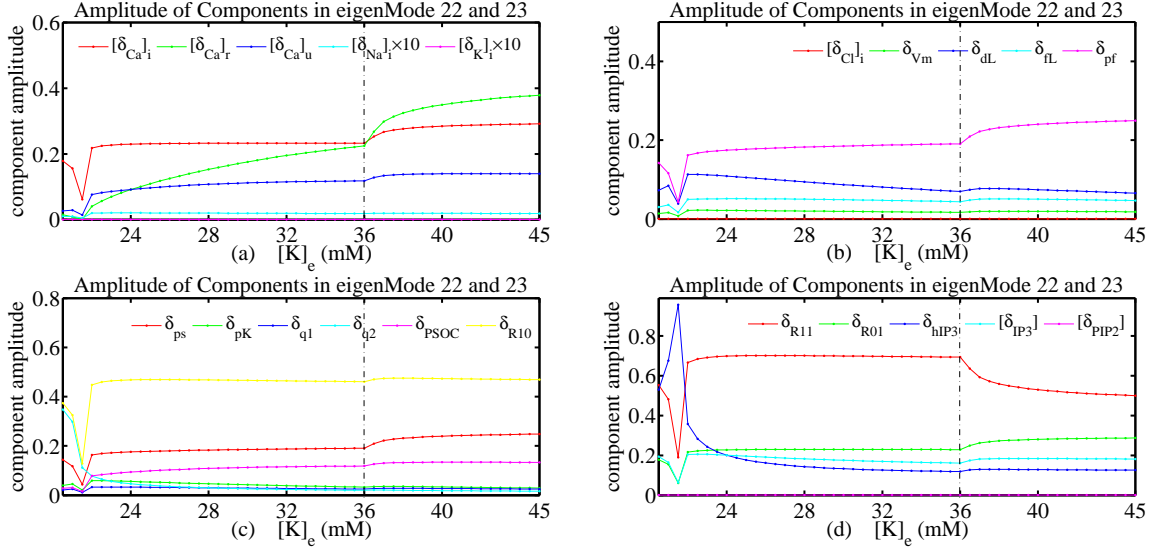 Amplitude of Components in eigenMode 22 and 23
[δCa]i [δCa]r [δCa]u [δNa]i×10 [δK]i×10
component amplitude
0.6
0.4
0.2
0
24 28 32 36 40 45
(a) [K]e (mM)
Amplitude of Components in eigenMode 22 and 23
[δCl]i δVm δdL δfL δpf
component amplitude
0.4
0.2
0
24 28 32 36 40 45
(b) [K]e (mM)
Amplitude of Components in eigenMode 22 and 23
δps δpK δq1 δq2 δPSOC δR10
component amplitude
0.8
0.6
0.4
0.2
0
24 28 32 36 40 45
(c) [K]e (mM)
Amplitude of Components in eigenMode 22 and 23
δR11 δR01 δhIP3 [δIP3] [δPIP2]
component amplitude
0.8
0.6
0.4
0.2
0
24 28 32 36 40 45
(d) [K]e (mM)